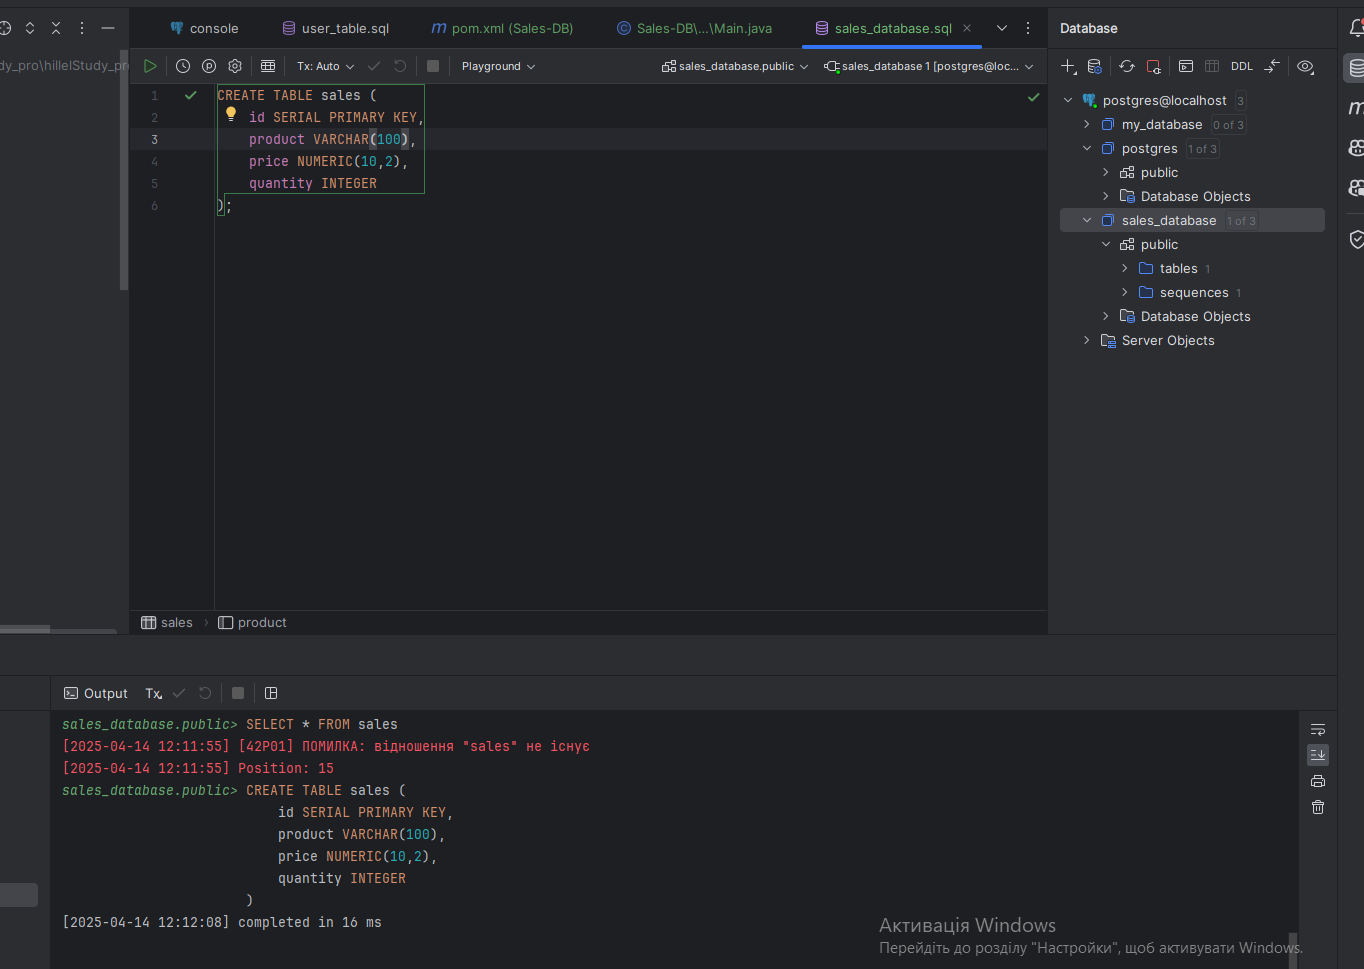 console
user_table.sql
pom.xml (Sales-DB)
Sales-DB\...\Main.java
sales_database.sql
Database
dy_pro\hillelStudy_pr
Tx: Auto
Playground
sales_database.public
sales_database 1 [postgres@loc...
DDL
1 CREATE TABLE sales (
2 id SERIAL PRIMARY KEY,
3 product VARCHAR(100),
4 price NUMERIC(10,2),
5 quantity INTEGER
6 );
postgres@localhost 3
my_database 0 of 3
postgres 1 of 3
public
Database Objects
sales_database 1 of 3
public
tables 1
sequences 1
Database Objects
Server Objects
sales
product
Output
Tx
sales_database.public> SELECT * FROM sales
[2025-04-14 12:11:55] [42P01] ПОМИЛКА: відношення "sales" не існує
[2025-04-14 12:11:55] Position: 15
sales_database.public> CREATE TABLE sales (
id SERIAL PRIMARY KEY,
product VARCHAR(100),
price NUMERIC(10,2),
quantity INTEGER
)
[2025-04-14 12:12:08] completed in 16 ms
Активація Windows
Перейдіть до розділу "Настройки", щоб активувати Windows.